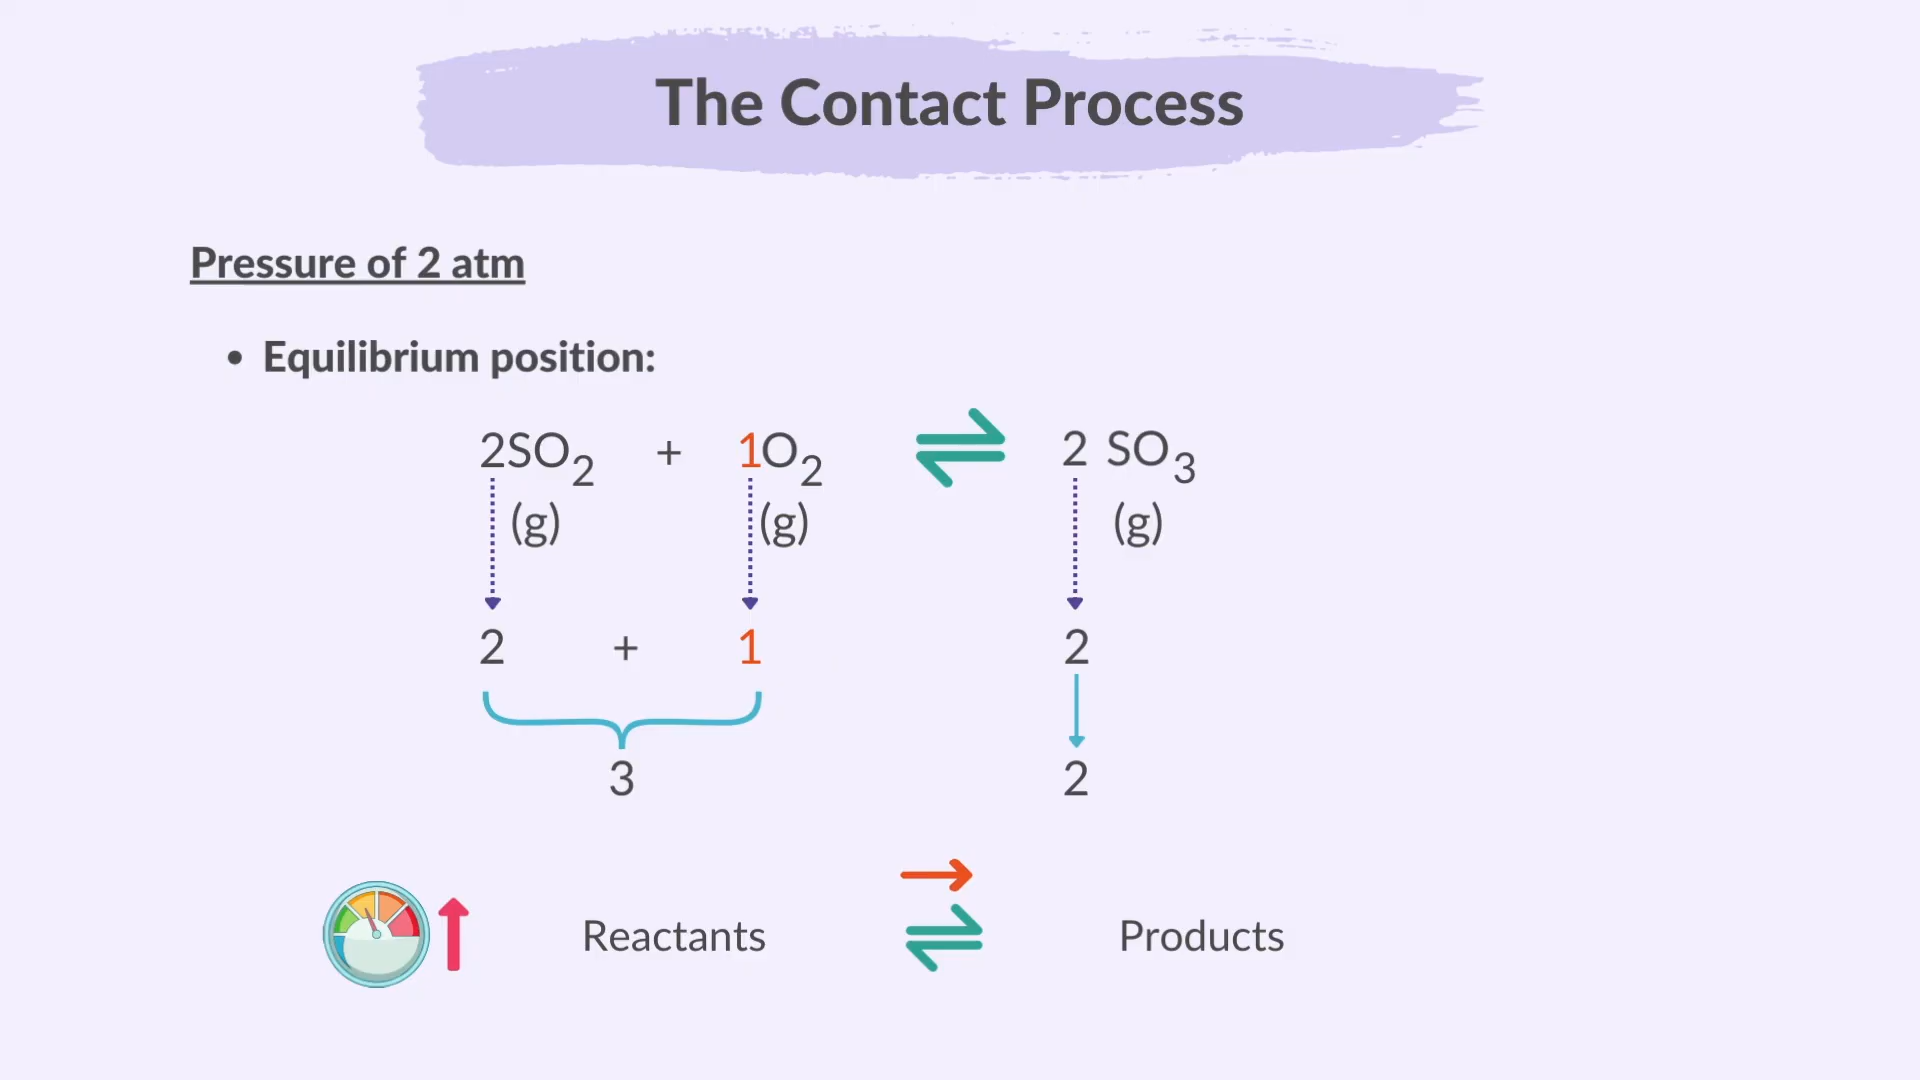 The Contact Process
Pressure of 2 atm
• Equilibrium position:
2SO₂ + 1O₂ ⇌ 2 SO₃
(g) (g) (g)
2 + 1 2
3 2
Reactants ⇌ Products